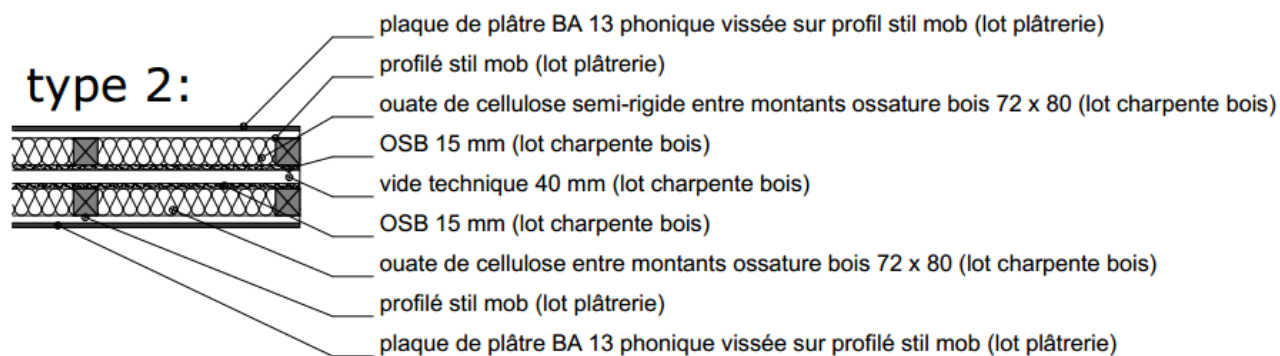 type 2:
plaque de plâtre BA 13 phonique vissée sur profil stil mob (lot plâtrerie)
profilé stil mob (lot plâtrerie)
ouate de cellulose semi-rigide entre montants ossature bois 72 x 80 (lot charpente bois)
OSB 15 mm (lot charpente bois)
vide technique 40 mm (lot charpente bois)
OSB 15 mm (lot charpente bois)
ouate de cellulose entre montants ossature bois 72 x 80 (lot charpente bois)
profilé stil mob (lot plâtrerie)
plaque de plâtre BA 13 phonique vissée sur profilé stil mob (lot plâtrerie)